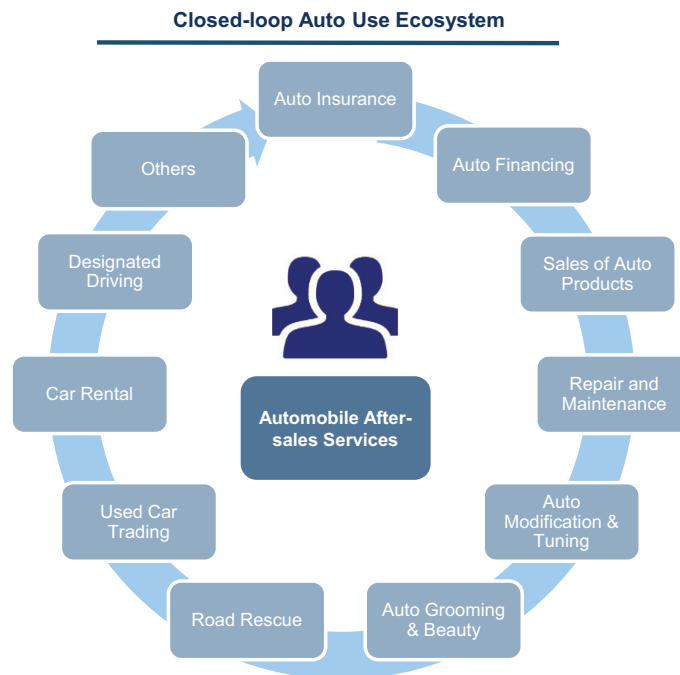 Closed-loop Auto Use Ecosystem
Auto Insurance
Auto Financing
Sales of Auto
Products
Repair and
Maintenance
Auto
Modification &
Tuning
Auto Grooming
& Beauty
Road Rescue
Used Car
Trading
Car Rental
Designated
Driving
Others
Automobile After-
sales Services